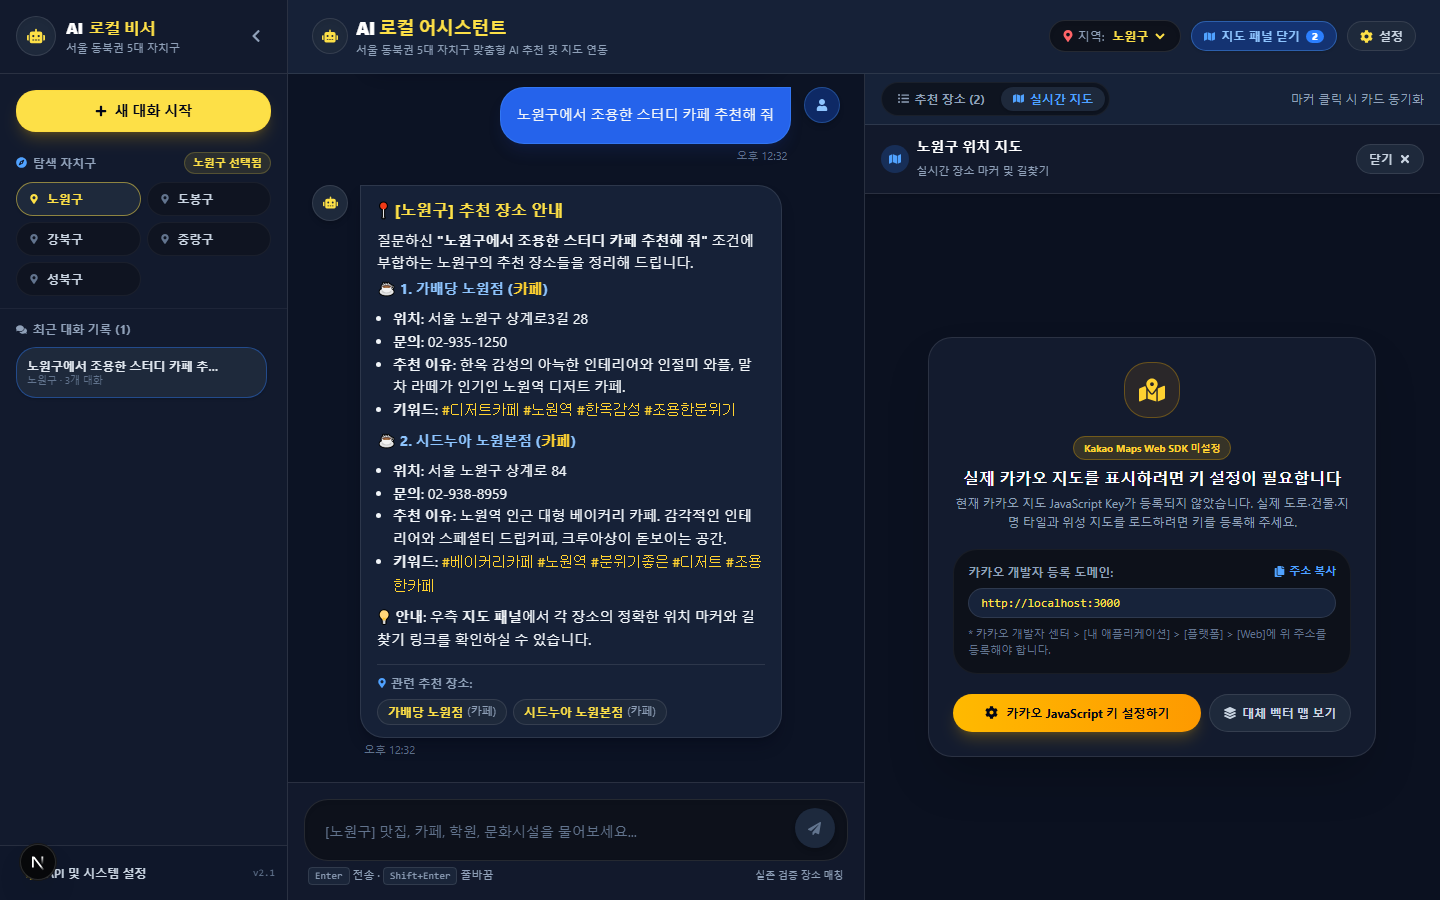 AI 로컬 비서
서울 동북권 5대 자치구
+ 새 대화 시작
탐색 자치구
노원구 선택됨
노원구
도봉구
강북구
중랑구
성북구
최근 대화 기록 (1)
노원구에서 조용한 스터디 카페 추...
노원구 · 3개 대화
N
API 및 시스템 설정
v2.1
AI 로컬 어시스턴트
서울 동북권 5대 자치구 맞춤형 AI 추천 및 지도 연동
지역: 노원구
지도 패널 닫기 2
설정
노원구에서 조용한 스터디 카페 추천해 줘
오후 12:32
[노원구] 추천 장소 안내
질문하신 "노원구에서 조용한 스터디 카페 추천해 줘" 조건에
부합하는 노원구의 추천 장소들을 정리해 드립니다.
1. 가배당 노원점 (카페)
• 위치: 서울 노원구 상계로3길 28
• 문의: 02-935-1250
• 추천 이유: 한옥 감성의 아늑한 인테리어와 인절미 와플, 말
차 라떼가 인기인 노원역 디저트 카페.
• 키워드: #디저트카페 #노원역 #한옥감성 #조용한분위기
2. 시드누아 노원본점 (카페)
• 위치: 서울 노원구 상계로 84
• 문의: 02-938-8959
• 추천 이유: 노원역 인근 대형 베이커리 카페. 감각적인 인테
리어와 스페셜티 드립커피, 크루아상이 돋보이는 공간.
• 키워드: #베이커리카페 #노원역 #분위기좋은 #디저트 #조용
한카페
안내: 우측 지도 패널에서 각 장소의 정확한 위치 마커와 길
찾기 링크를 확인하실 수 있습니다.
관련 추천 장소:
가배당 노원점 (카페)
시드누아 노원본점 (카페)
오후 12:32
[노원구] 맛집, 카페, 학원, 문화시설을 물어보세요...
Enter 전송 · Shift+Enter 줄바꿈
실존 검증 장소 매칭
추천 장소 (2)
실시간 지도
마커 클릭 시 카드 동기화
노원구 위치 지도
실시간 장소 마커 및 길찾기
닫기 ✕
Kakao Maps Web SDK 미설정
실제 카카오 지도를 표시하려면 키 설정이 필요합니다
현재 카카오 지도 JavaScript Key가 등록되지 않았습니다. 실제 도로·건물·지
명 타일과 위성 지도를 로드하려면 키를 등록해 주세요.
카카오 개발자 등록 도메인:
주소 복사
http://localhost:3000
* 카카오 개발자 센터 > [내 애플리케이션] > [플랫폼] > [Web]에 위 주소를
등록해야 합니다.
카카오 JavaScript 키 설정하기
대체 벡터 맵 보기